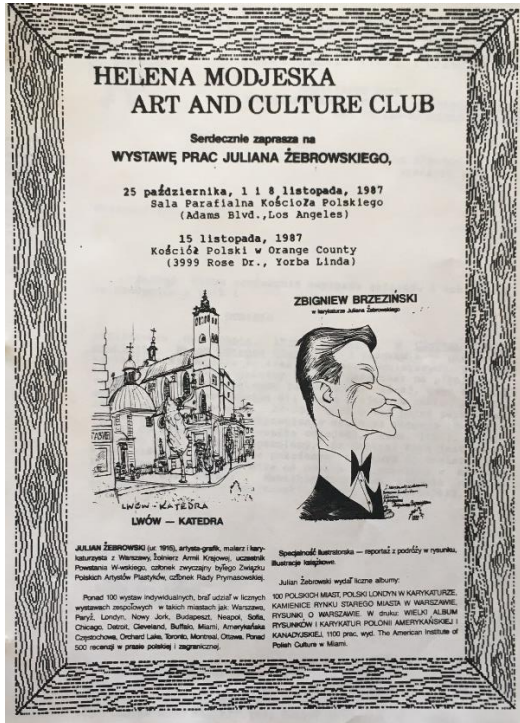 HELENA MODJESKA
ART AND CULTURE CLUB
Serdecznie zaprasza na
WYSTAWĘ PRAC JULIANA ŻEBROWSKIEGO,
25 października, 1 i 8 listopada, 1987
Sala Parafialna Kościoła Polskiego
(Adams Blvd.,Los Angeles)
15 listopada, 1987
Kościół Polski w Orange County
(3999 Rose Dr., Yorba Linda)
ZBIGNIEW BRZEZIŃSKI
w karykaturze Juliana Żebrowskiego
LWÓW-KATEDRA
LWÓW — KATEDRA
JULIAN ŻEBROWSKI (ur. 1915), artysta-grafik, malarz i kary-
katurzysta z Warszawy, żołnierz Armii Krajowej, uczestnik
Powstania W-wskiego, członek zwyczajny byłego Związku
Polskich Artystów Plastyków, członek Rady Prymasowskiej.
Ponad 100 wystaw indywidualnych, brał udział w licznych
wystawach zespołowych w takich miastach jak: Warszawa,
Paryż, Londyn, Nowy Jork, Budapeszt, Neapol, Sofia,
Chicago, Detroit, Cleveland, Buffalo, Miami, Amerykańska
Częstochowa, Orchard Lake, Toronto, Montreal, Ottawa. Ponad
500 recenzji w prasie polskiej i zagranicznej.
Specjalność ilustratorska — reportaż z podróży w rysunku,
illustracje książkowe.
Julian Żebrowski wydał liczne albumy:
100 POLSKICH MIAST, POLSKI LONDYN W KARYKATURZE,
KAMIENICE RYNKU STAREGO MIASTA W WARSZAWIE,
RYSUNKI O WARSZAWIE. W druku: WIELKI ALBUM
RYSUNKÓW I KARYKATUR POLONII AMERYKAŃSKIEJ I
KANADYJSKIEJ, 1100 prac, wyd. The American Institute of
Polish Culture w Miami.